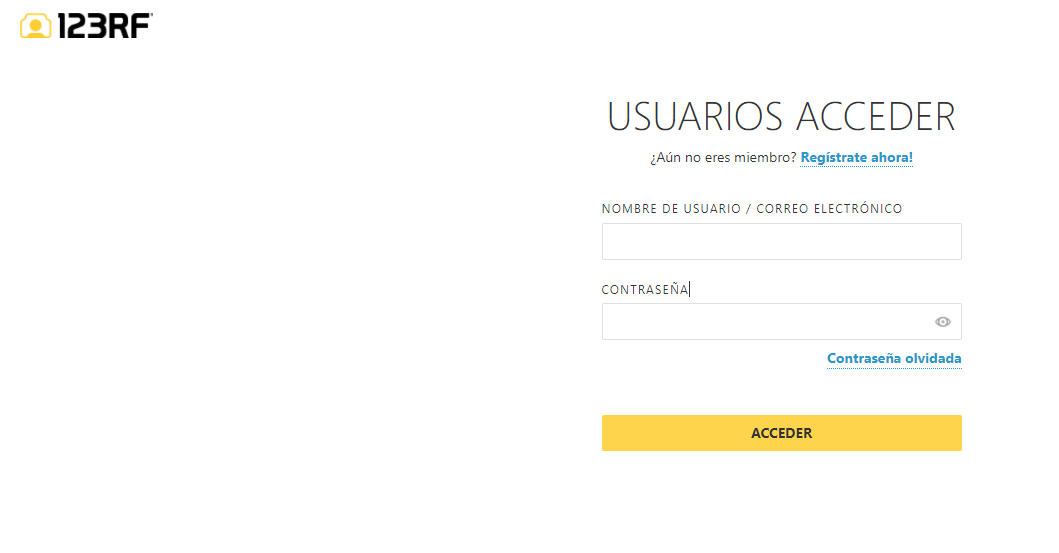 123RF
USUARIOS ACCEDER
¿Aún no eres miembro? Regístrate ahora!
NOMBRE DE USUARIO / CORREO ELECTRÓNICO
CONTRASEÑA
Contraseña olvidada
ACCEDER